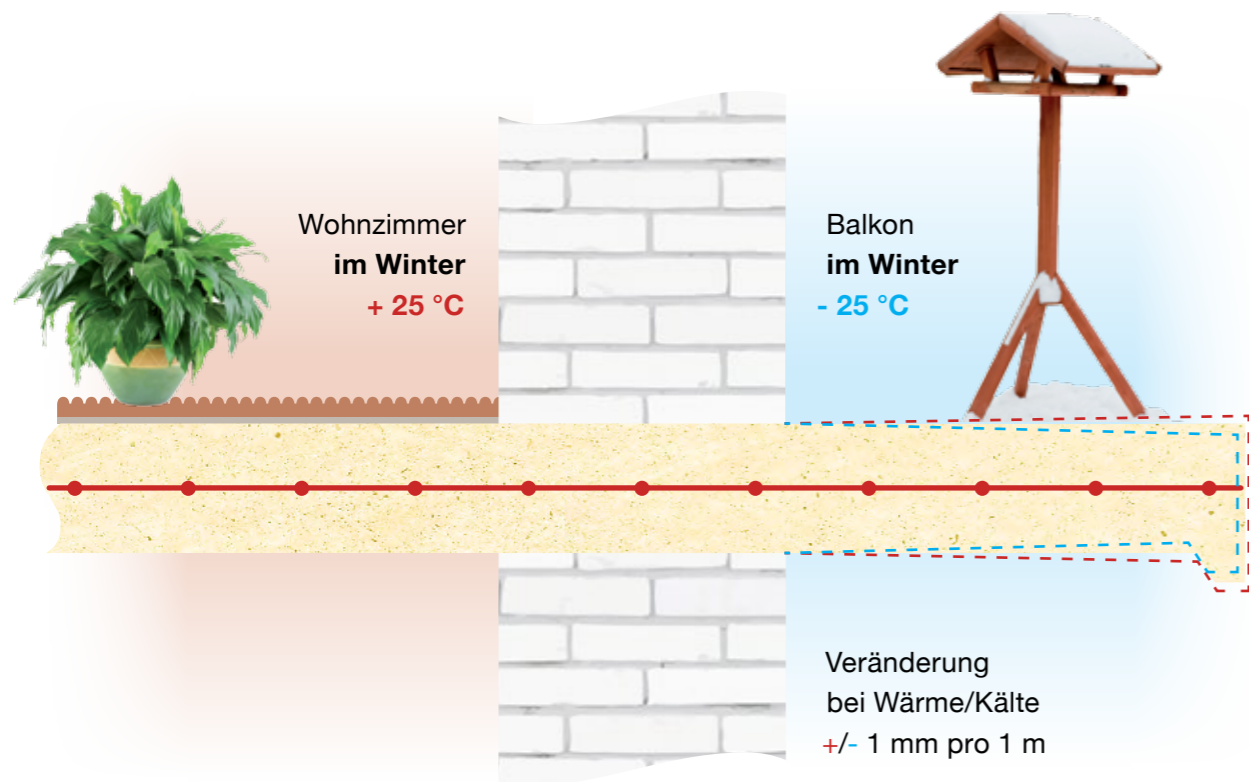 Wohnzimmer
im Winter
+ 25 °C
Balkon
im Winter
- 25 °C
Veränderung
bei Wärme/Kälte
+/- 1 mm pro 1 m